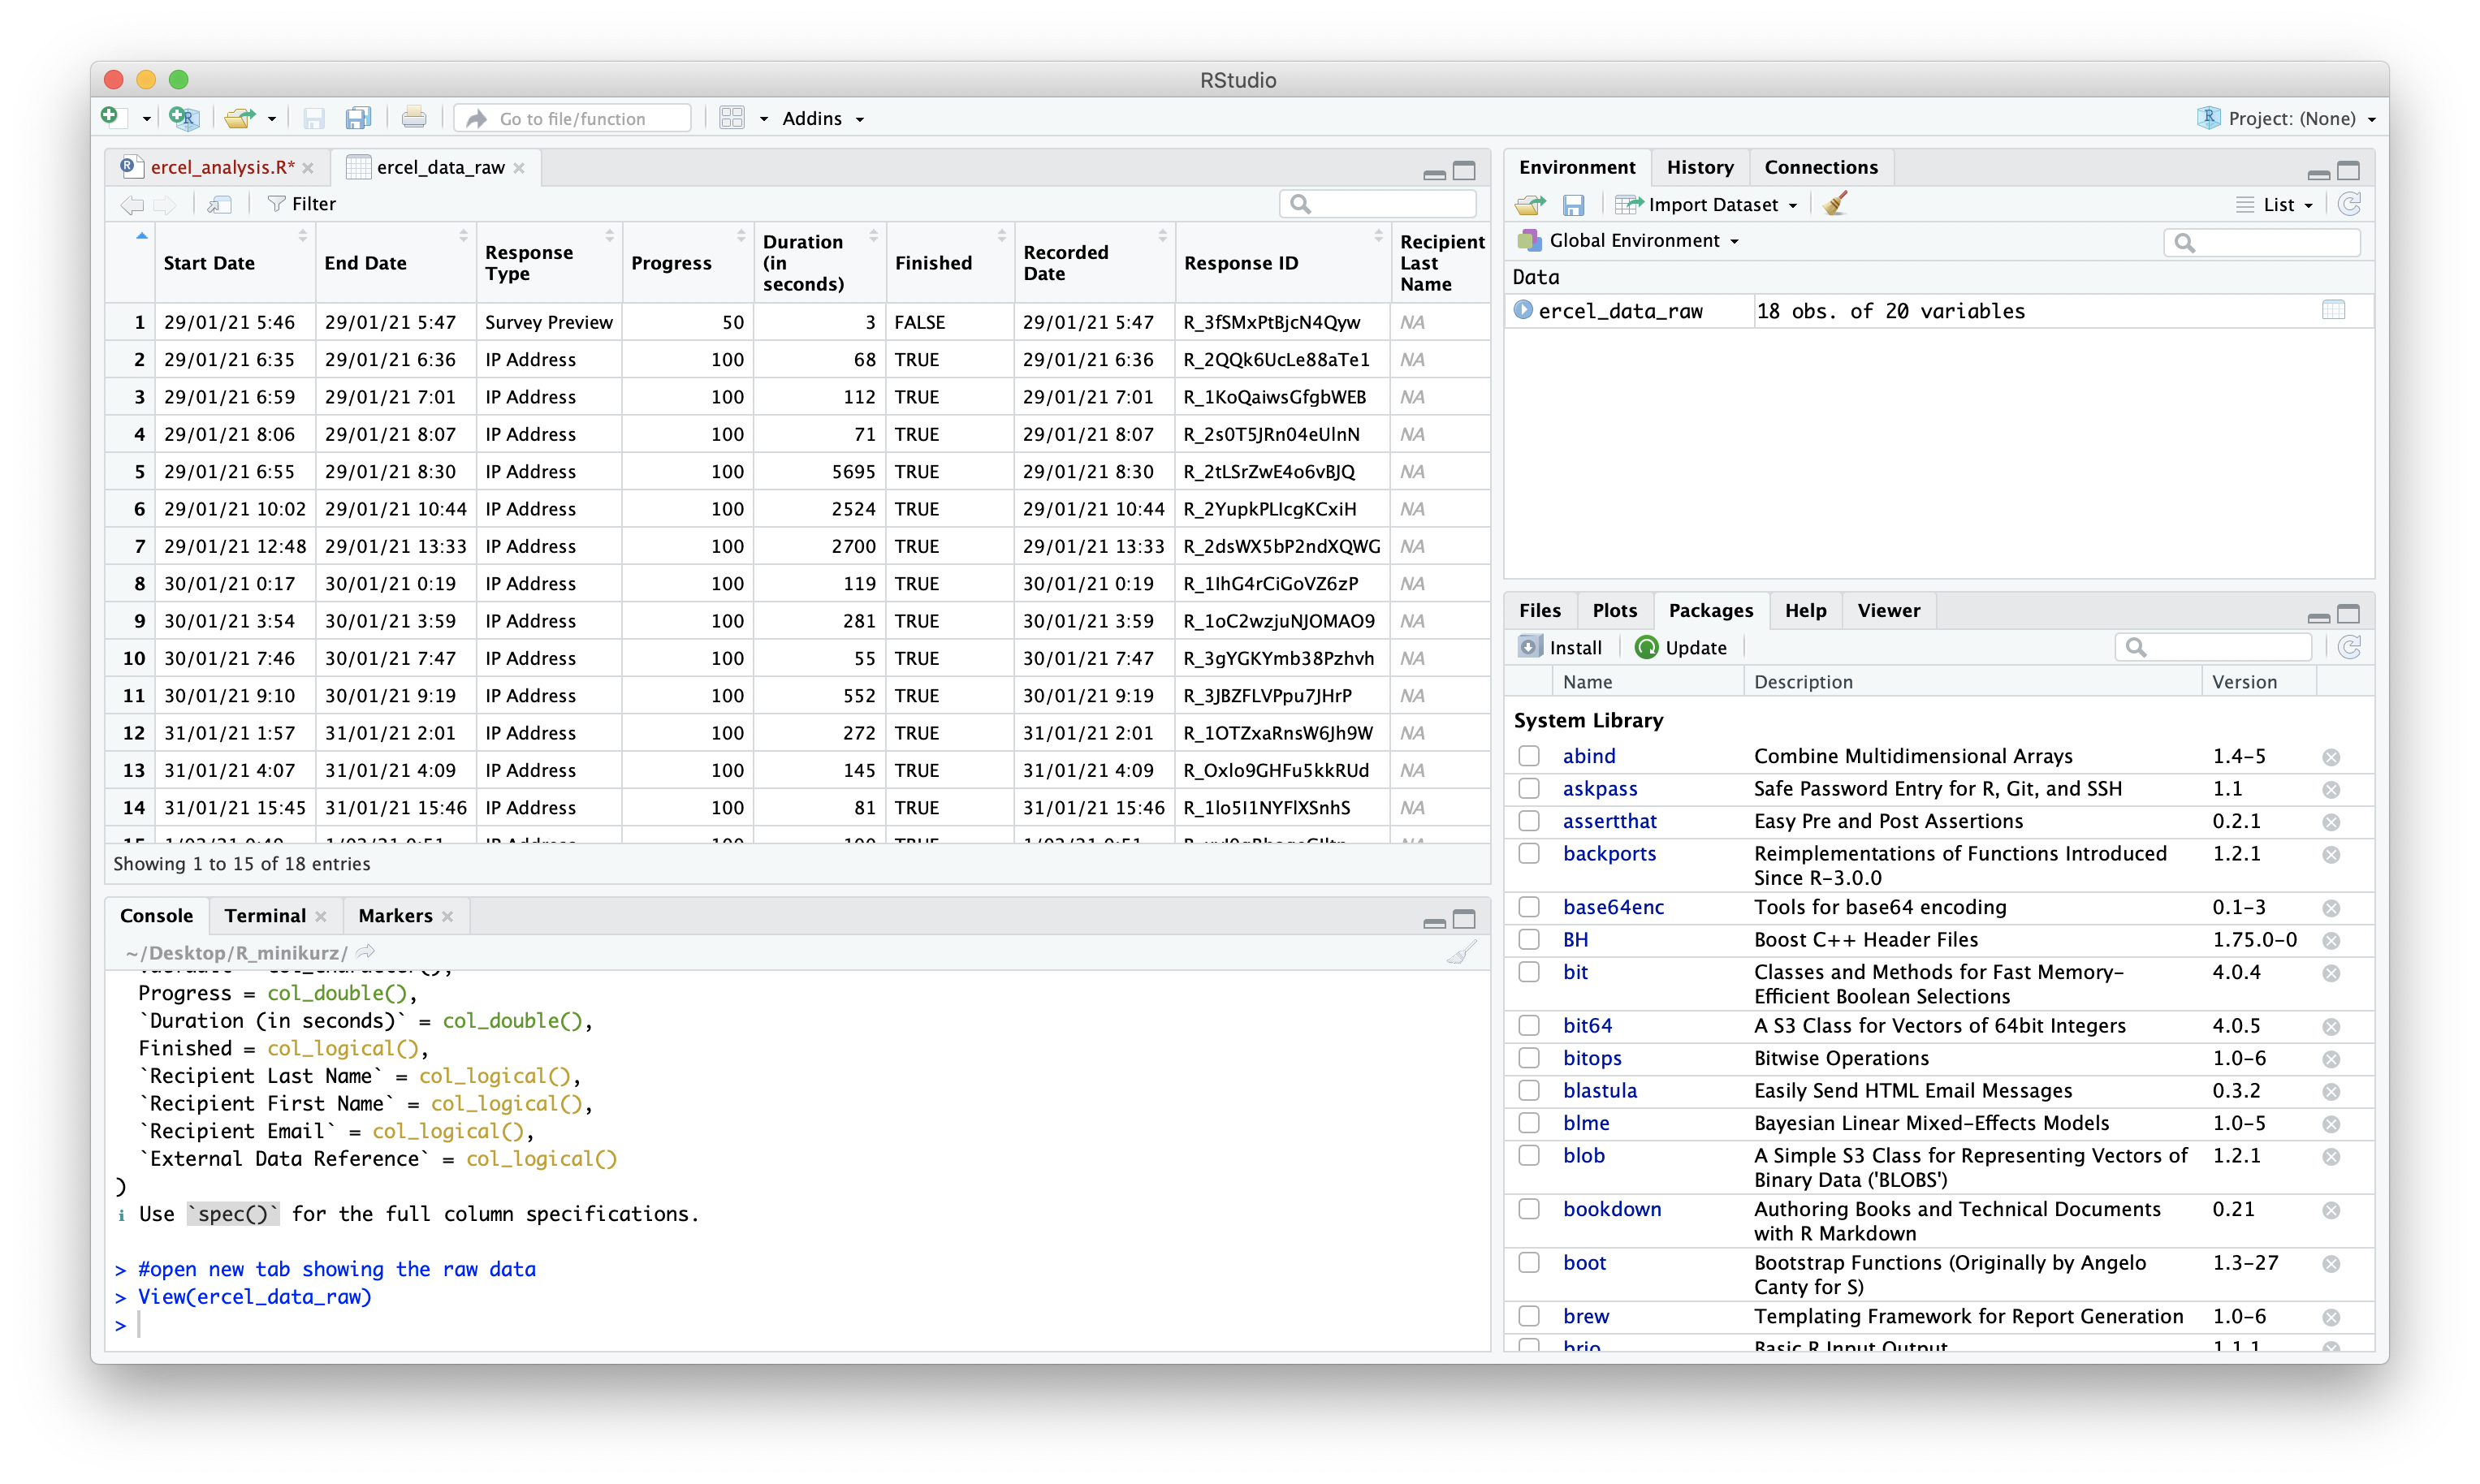 RStudio
Go to file/function Addins Project: (None)
ercel_analysis.R* ercel_data_raw
Filter
Start Date End Date Response Type Progress Duration (in seconds) Finished Recorded Date Response ID Recipient Last Name
1 29/01/21 5:46 29/01/21 5:47 Survey Preview 50 3 FALSE 29/01/21 5:47 R_3fSMxPtBjcN4Qyw NA
2 29/01/21 6:35 29/01/21 6:36 IP Address 100 68 TRUE 29/01/21 6:36 R_2QQk6UcLe88aTe1 NA
3 29/01/21 6:59 29/01/21 7:01 IP Address 100 112 TRUE 29/01/21 7:01 R_1KoQaiwsGfgbWEB NA
4 29/01/21 8:06 29/01/21 8:07 IP Address 100 71 TRUE 29/01/21 8:07 R_2s0T5JRn04eUlnN NA
5 29/01/21 6:55 29/01/21 8:30 IP Address 100 5695 TRUE 29/01/21 8:30 R_2tLSrZwE4o6vBJQ NA
6 29/01/21 10:02 29/01/21 10:44 IP Address 100 2524 TRUE 29/01/21 10:44 R_2YupkPLIcgKCxiH NA
7 29/01/21 12:48 29/01/21 13:33 IP Address 100 2700 TRUE 29/01/21 13:33 R_2dsWX5bP2ndXQWG NA
8 30/01/21 0:17 30/01/21 0:19 IP Address 100 119 TRUE 30/01/21 0:19 R_1IhG4rCiGoVZ6zP NA
9 30/01/21 3:54 30/01/21 3:59 IP Address 100 281 TRUE 30/01/21 3:59 R_1oC2wzjuNJOMAO9 NA
10 30/01/21 7:46 30/01/21 7:47 IP Address 100 55 TRUE 30/01/21 7:47 R_3gYGKYmb38Pzhvh NA
11 30/01/21 9:10 30/01/21 9:19 IP Address 100 552 TRUE 30/01/21 9:19 R_3JBZFLVPpu7JHrP NA
12 31/01/21 1:57 31/01/21 2:01 IP Address 100 272 TRUE 31/01/21 2:01 R_1OTZxaRnsW6Jh9W NA
13 31/01/21 4:07 31/01/21 4:09 IP Address 100 145 TRUE 31/01/21 4:09 R_OxIo9GHFu5kkRUd NA
14 31/01/21 15:45 31/01/21 15:46 IP Address 100 81 TRUE 31/01/21 15:46 R_1lo5I1NYFlXSnhS NA
Showing 1 to 15 of 18 entries
Console Terminal Markers
~/Desktop/R_minikurz/
Progress = col_double(),
`Duration (in seconds)` = col_double(),
Finished = col_logical(),
`Recipient Last Name` = col_logical(),
`Recipient First Name` = col_logical(),
`Recipient Email` = col_logical(),
`External Data Reference` = col_logical()
)
i Use `spec()` for the full column specifications.
> #open new tab showing the raw data
> View(ercel_data_raw)
>
Environment History Connections
Import Dataset List
Global Environment
Data
ercel_data_raw 18 obs. of 20 variables
Files Plots Packages Help Viewer
Install Update
Name Description Version
System Library
abind Combine Multidimensional Arrays 1.4-5
askpass Safe Password Entry for R, Git, and SSH 1.1
assertthat Easy Pre and Post Assertions 0.2.1
backports Reimplementations of Functions Introduced 1.2.1
Since R-3.0.0
base64enc Tools for base64 encoding 0.1-3
BH Boost C++ Header Files 1.75.0-0
bit Classes and Methods for Fast Memory- 4.0.4
Efficient Boolean Selections
bit64 A S3 Class for Vectors of 64bit Integers 4.0.5
bitops Bitwise Operations 1.0-6
blastula Easily Send HTML Email Messages 0.3.2
blme Bayesian Linear Mixed-Effects Models 1.0-5
blob A Simple S3 Class for Representing Vectors of 1.2.1
Binary Data ('BLOBS')
bookdown Authoring Books and Technical Documents 0.21
with R Markdown
boot Bootstrap Functions (Originally by Angelo 1.3-27
Canty for S)
brew Templating Framework for Report Generation 1.0-6
brio Basic R Input Output 1.1.1